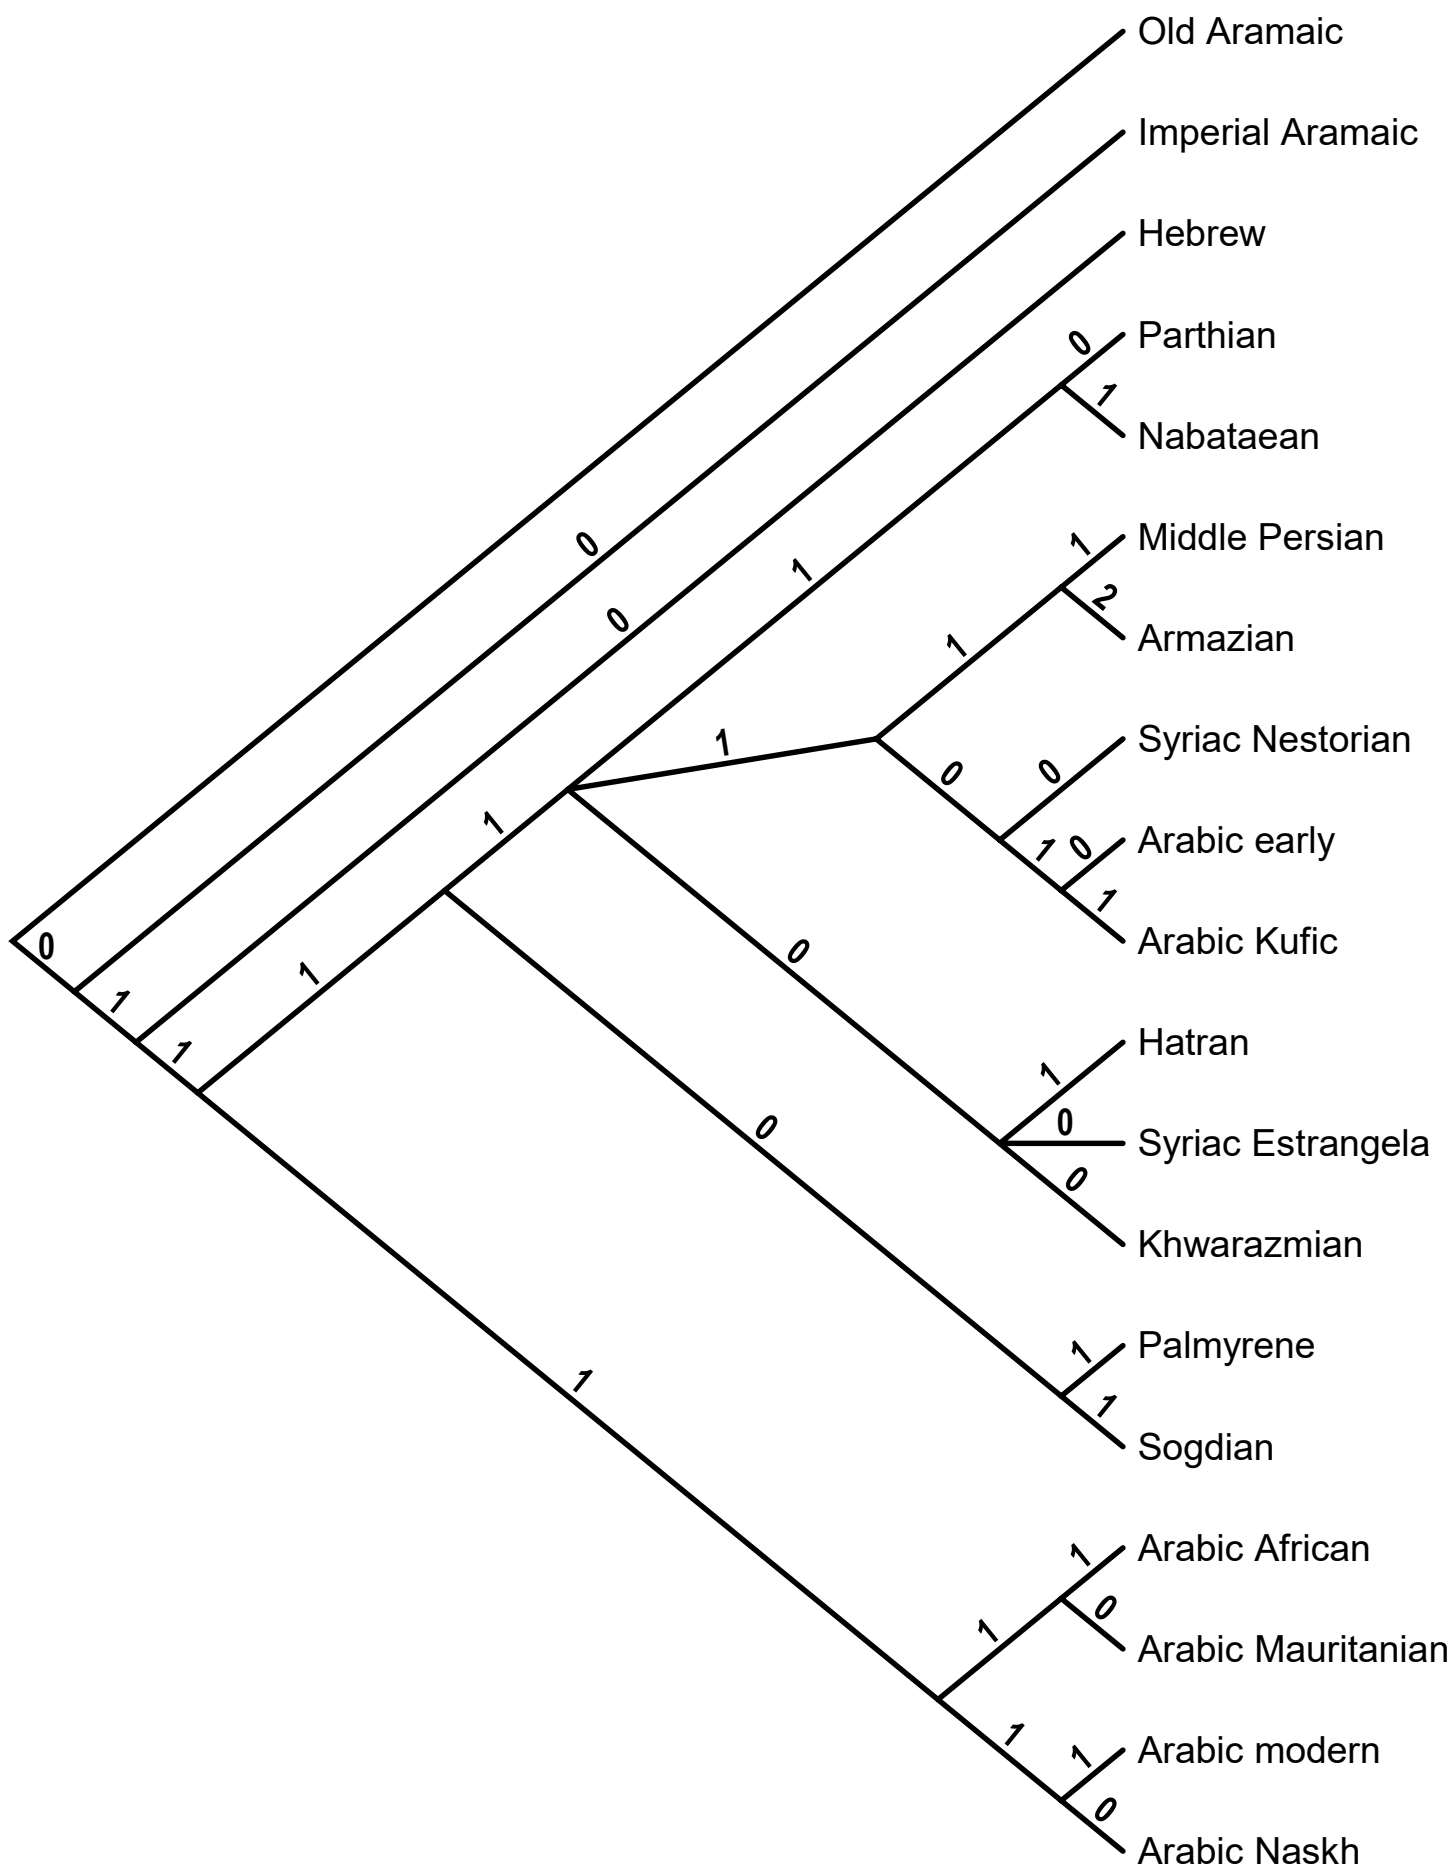 Old Aramaic
Imperial Aramaic
Hebrew
0
Parthian
1
Nabataean
1
Middle Persian
0
1
2
Armazian
0
1
1
Syriac Nestorian
0
0
1
1
0
Arabic early
1
Arabic Kufic
0
0
1
1
1
1
Hatran
0
Syriac Estrangela
0
0
Khwarazmian
1
Palmyrene
1
Sogdian
1
1
Arabic African
0
Arabic Mauritanian
1
1
1
Arabic modern
0
Arabic Naskh